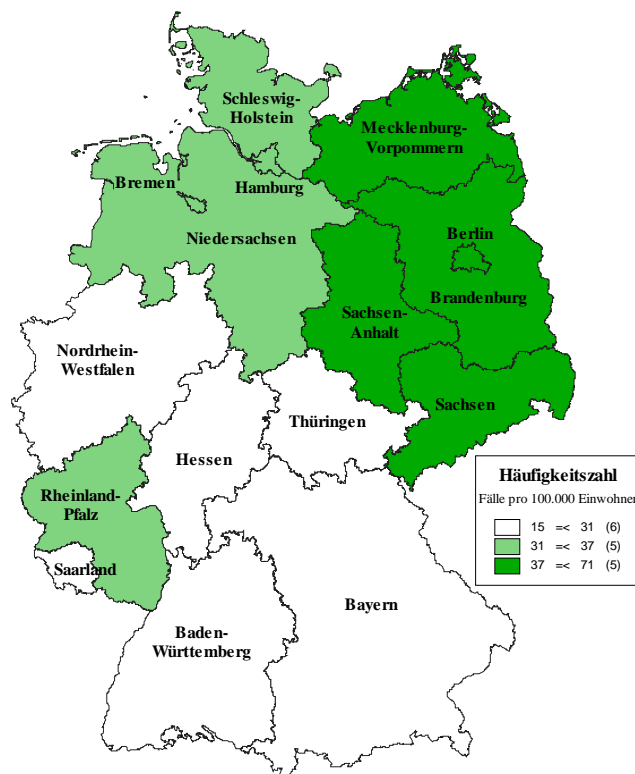 Schleswig-
Holstein
Mecklenburg-
Vorpommern
Bremen
Hamburg
Niedersachsen
Berlin
Brandenburg
Sachsen-
Anhalt
Nordrhein-
Westfalen
Thüringen
Sachsen
Hessen
Rheinland-
Pfalz
Saarland
Bayern
Baden-
Württemberg
Häufigkeitszahl
Fälle pro 100.000 Einwohner
15 =< 31 (6)
31 =< 37 (5)
37 =< 71 (5)